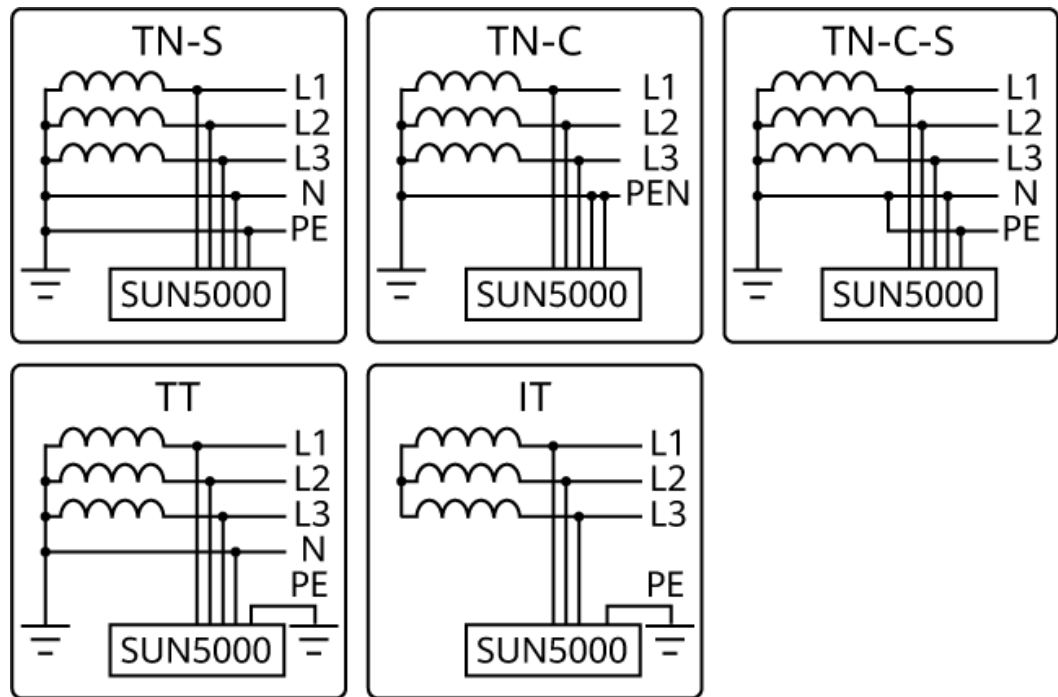 TN-S
L1
L2
L3
N
PE
SUN5000
TN-C
L1
L2
L3
PEN
SUN5000
TN-C-S
L1
L2
L3
N
PE
SUN5000
TT
L1
L2
L3
N
PE
SUN5000
IT
L1
L2
L3
PE
SUN5000